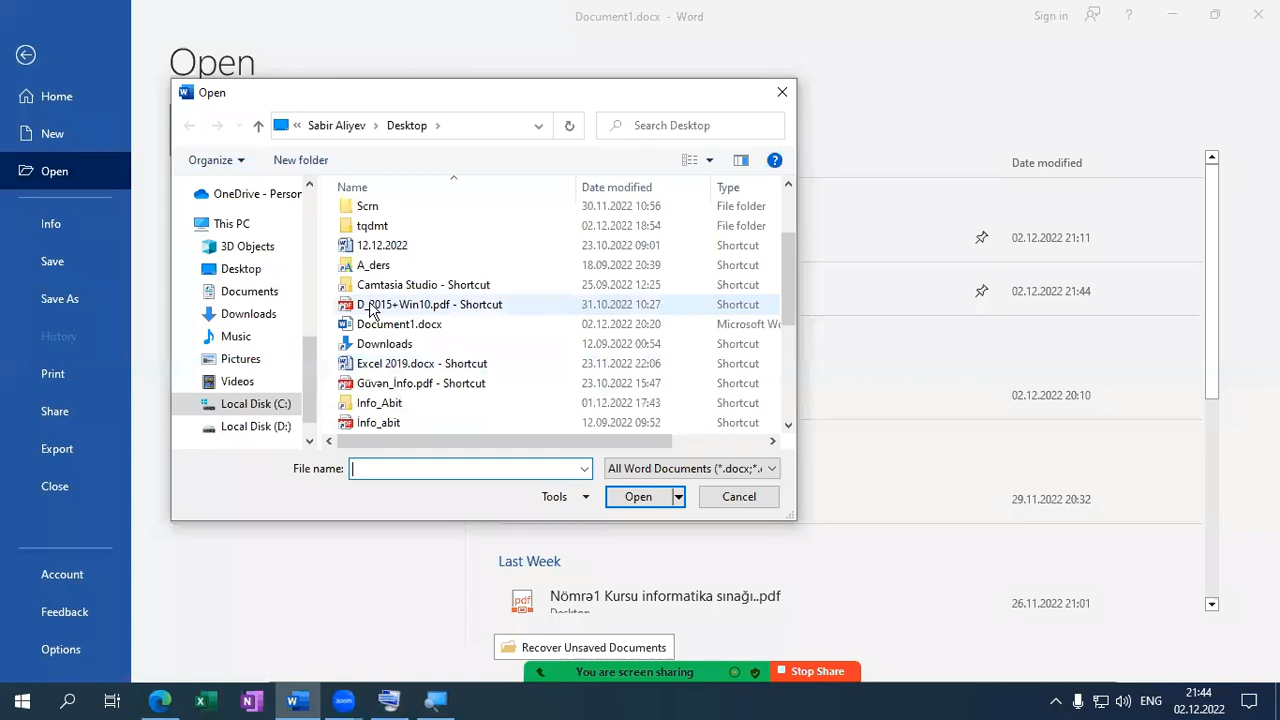 Document1.docx - Word
Sign in
?
Home
New
Open
Info
Save
Save As
History
Print
Share
Export
Close
Account
Feedback
Options
Open
Open
« Sabir Aliyev > Desktop >
Search Desktop
Organize
New folder
?
OneDrive - Person
This PC
3D Objects
Desktop
Documents
Downloads
Music
Pictures
Videos
Local Disk (C:)
Local Disk (D:)
Name Date modified Type
Scrn 30.11.2022 10:56 File folder
tqdmt 02.12.2022 18:54 File folder
12.12.2022 23.10.2022 09:01 Shortcut
A_ders 18.09.2022 20:39 Shortcut
Camtasia Studio - Shortcut 25.09.2022 12:25 Shortcut
D_2015+Win10.pdf - Shortcut 31.10.2022 10:27 Shortcut
Document1.docx 02.12.2022 20:20 Microsoft Wo
Downloads 12.09.2022 00:54 Shortcut
Excel 2019.docx - Shortcut 23.11.2022 22:06 Shortcut
Güvən_İnfo.pdf - Shortcut 23.10.2022 15:47 Shortcut
Info_Abit 01.12.2022 17:43 Shortcut
İnfo_abit 12.09.2022 09:52 Shortcut
File name:
All Word Documents (*.docx;*.
Tools
Open
Cancel
Date modified
02.12.2022 21:11
02.12.2022 21:44
02.12.2022 20:10
29.11.2022 20:32
Last Week
pdf
Nömrə1 Kursu informatika sınağı..pdf
Desktop
26.11.2022 21:01
Recover Unsaved Documents
You are screen sharing
Stop Share
zoom
ENG
21:44
02.12.2022